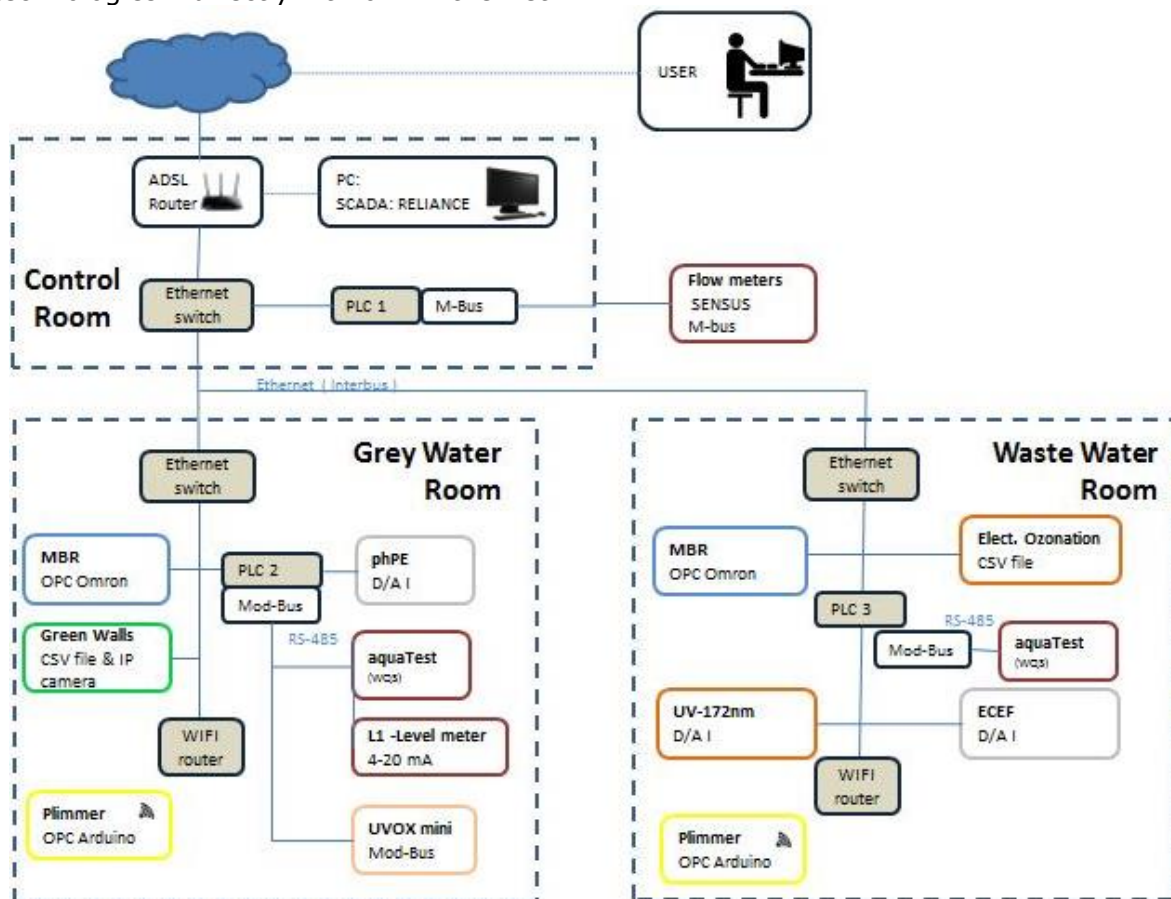 USER
ADSL
Router
PC:
SCADA: RELIANCE
Control
Room
Ethernet
switch
PLC 1
M-Bus
Flow meters
SENSUS
M-bus
Ethernet ( Interbus )
Grey Water
Room
Ethernet
switch
MBR
OPC Omron
PLC 2
Mod-Bus
phPE
D/A I
Green Walls
CSV file & IP
camera
RS-485
aquaTest
(WQS)
L1 -Level meter
4-20 mA
WIFI
router
Plimmer
OPC Arduino
UVOX mini
Mod-Bus
Waste Water
Room
Ethernet
switch
MBR
OPC Omron
Elect. Ozonation
CSV file
PLC 3
Mod-Bus
RS-485
aquaTest
(WQS)
UV-172nm
D/A I
ECEF
D/A I
WIFI
router
Plimmer
OPC Arduino